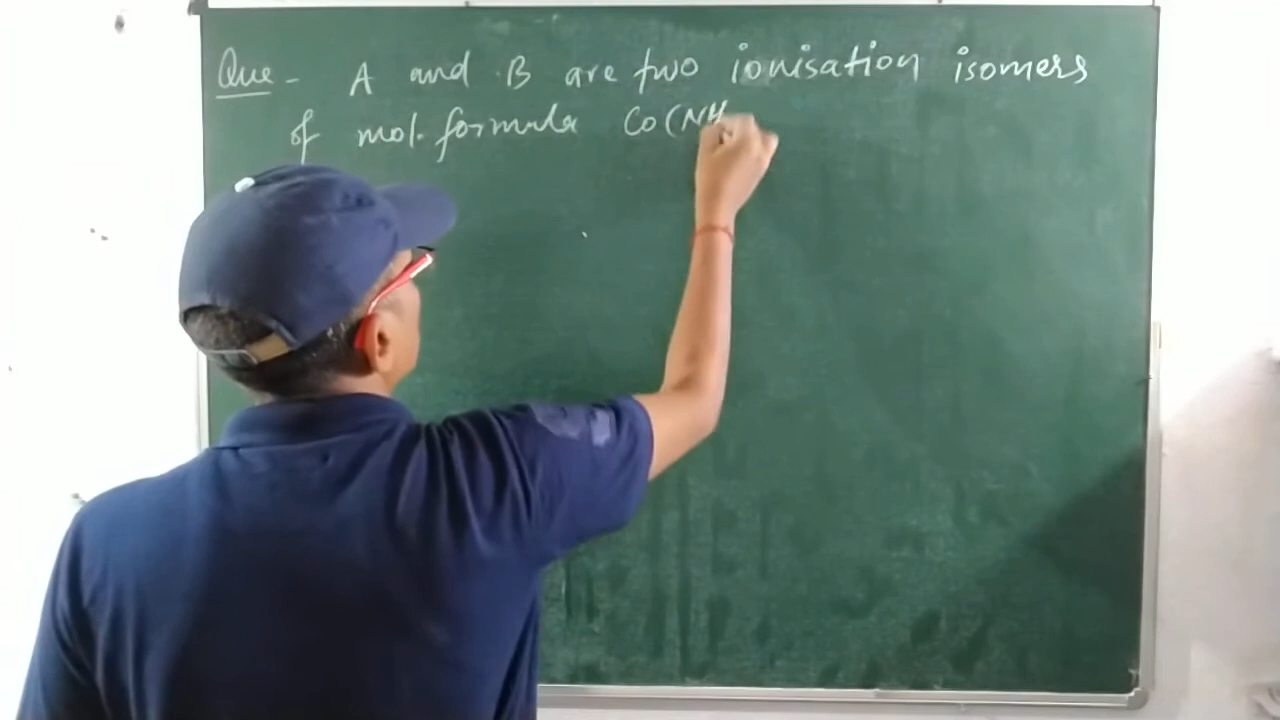 Que - A and B are two ionisation isomers
of mol. formula Co(NH